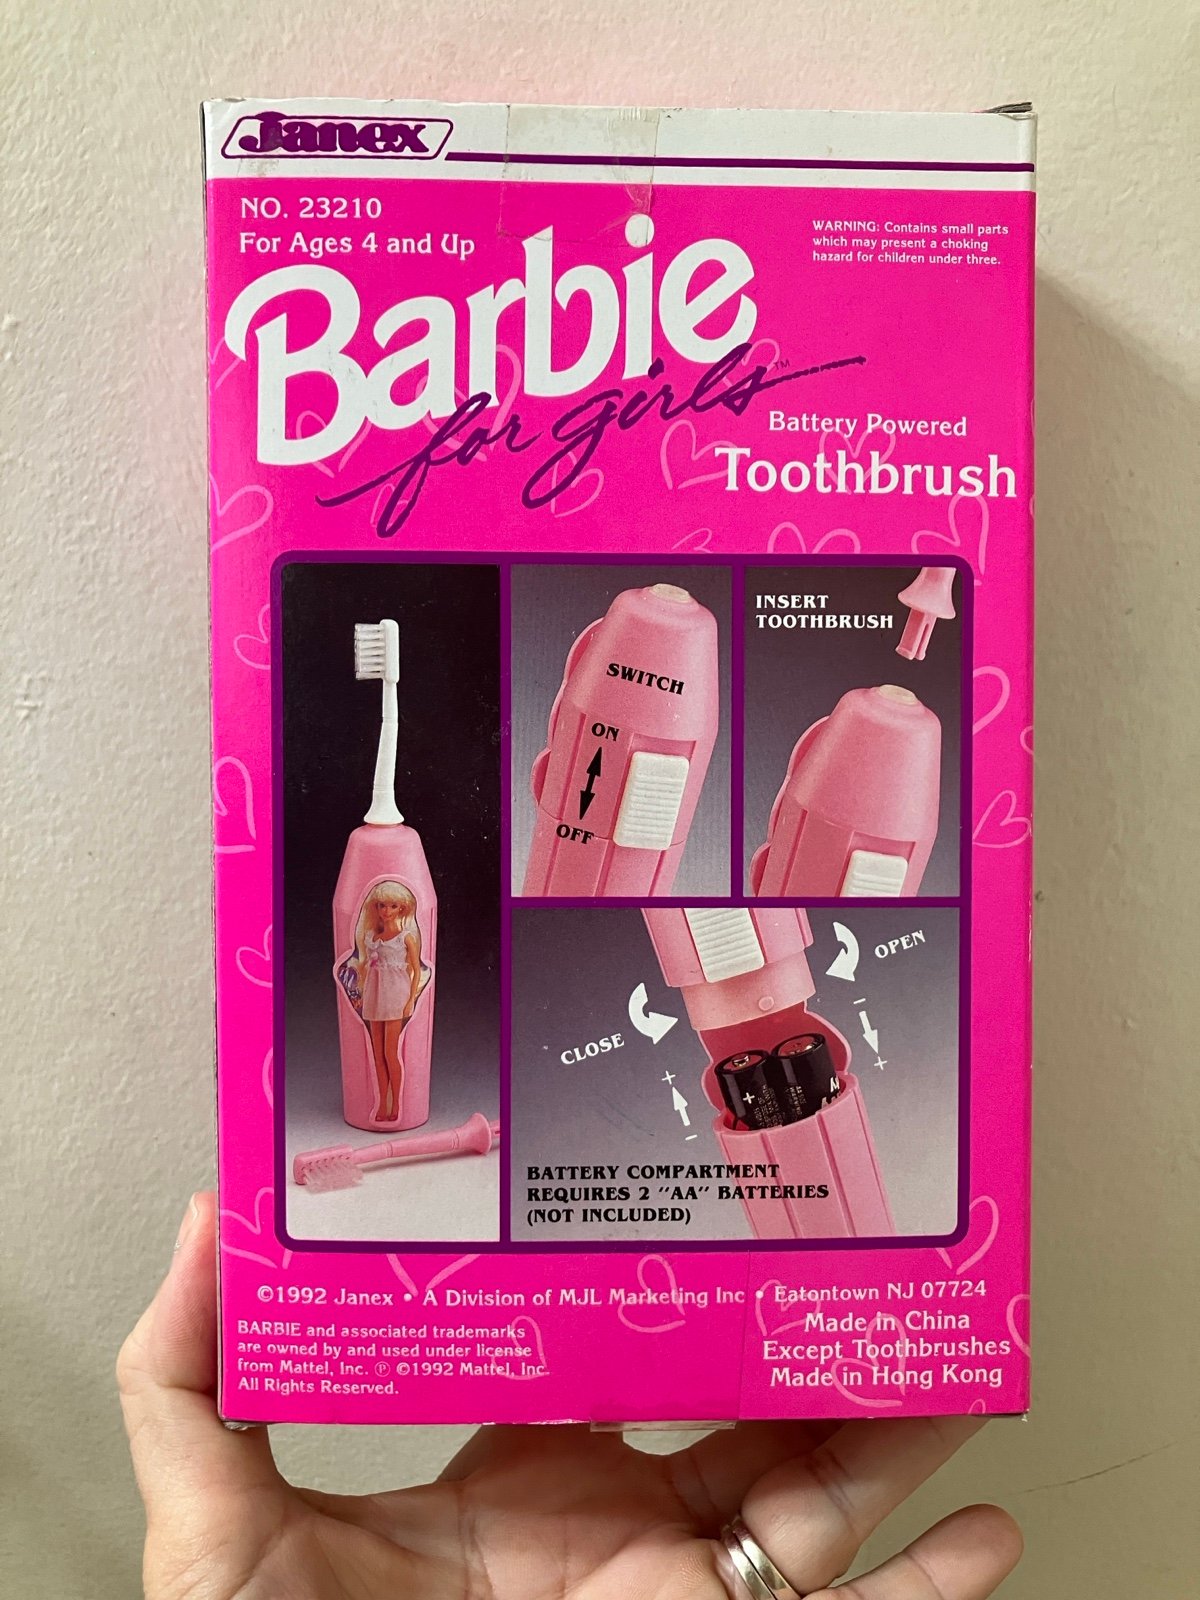 Janex
NO. 23210
For Ages 4 and Up
WARNING: Contains small parts
which may present a choking
hazard for children under three.
Barbie
for girls™
Battery Powered
Toothbrush
SWITCH
ON
OFF
INSERT
TOOTHBRUSH
OPEN
CLOSE
− +
+ −
+
BATTERY COMPARTMENT
REQUIRES 2 "AA" BATTERIES
(NOT INCLUDED)
©1992 Janex • A Division of MJL Marketing Inc • Eatontown NJ 07724
BARBIE and associated trademarks
are owned by and used under license
from Mattel, Inc. Ⓟ ©1992 Mattel, Inc.
All Rights Reserved.
Made in China
Except Toothbrushes
Made in Hong Kong